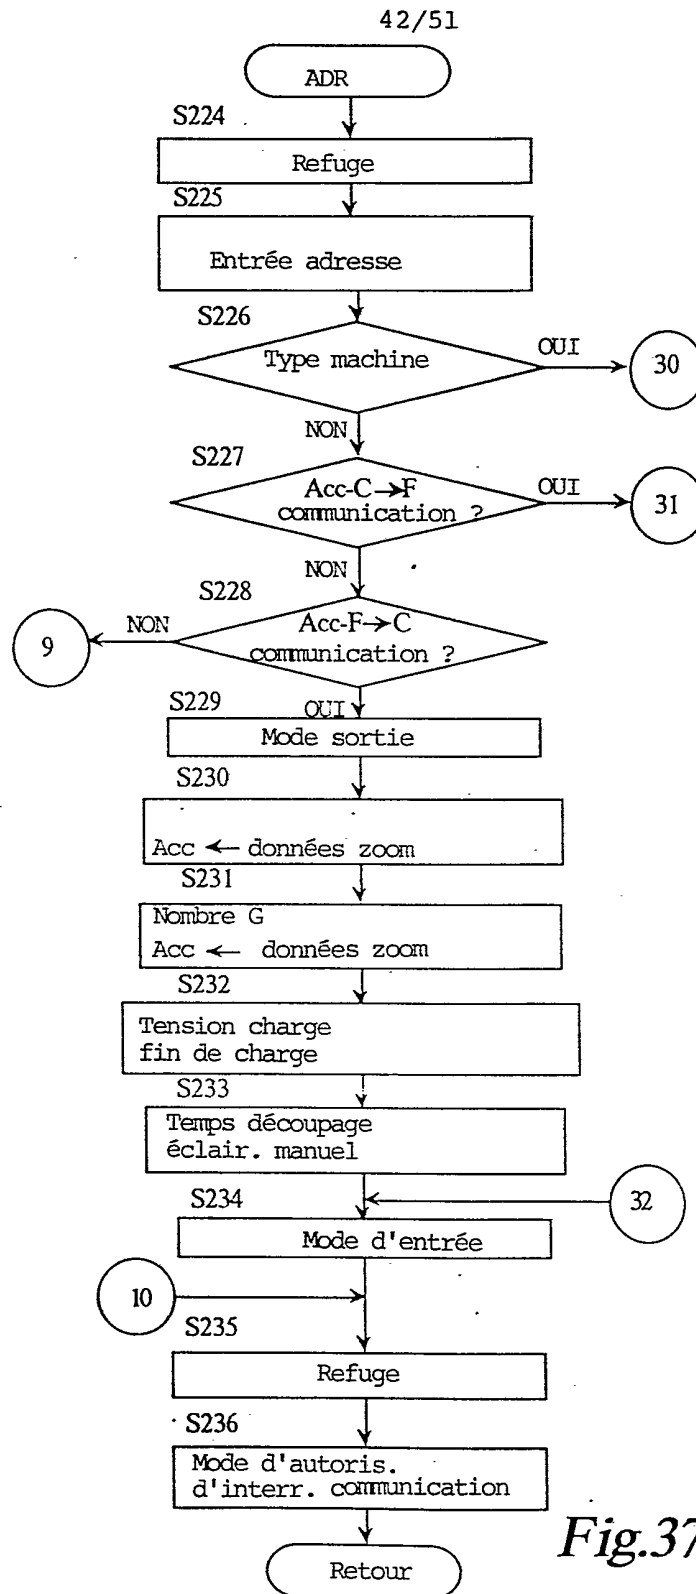 42/51
ADR
S224
Refuge
S225
Entrée adresse
S226
Type machine
OUI
30
NON
S227
Acc-C→F
communication ?
OUI
31
NON
S228
Acc-F→C
communication ?
NON
9
S229
OUI
Mode sortie
S230
Acc ← données zoom
S231
Nombre G
Acc ← données zoom
S232
Tension charge
fin de charge
S233
Temps découpage
éclair. manuel
S234
32
Mode d'entrée
10
S235
Refuge
S236
Mode d'autoris.
d'interr. communication
Retour
Fig.37